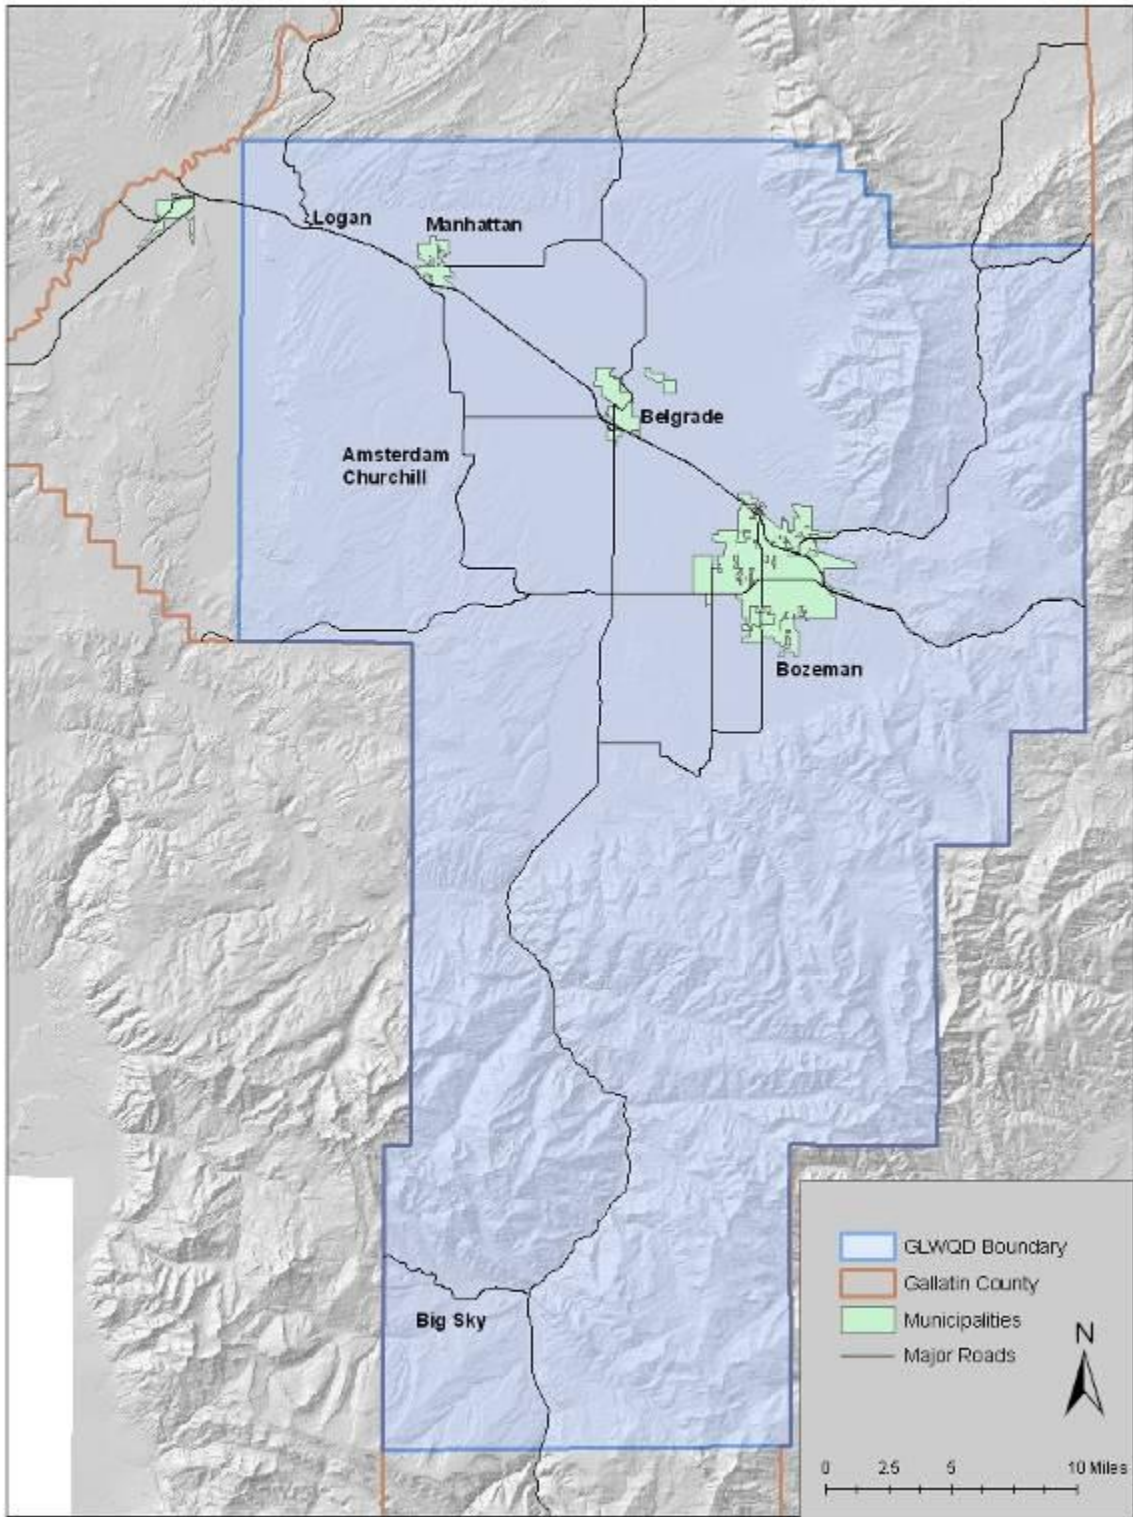 Logan
Manhattan
Belgrade
Amsterdam
Churchill
Bozeman
Big Sky
GLWQD Boundary
Gallatin County
Municipalities
Major Roads
N
0 2.5 5 10 Miles